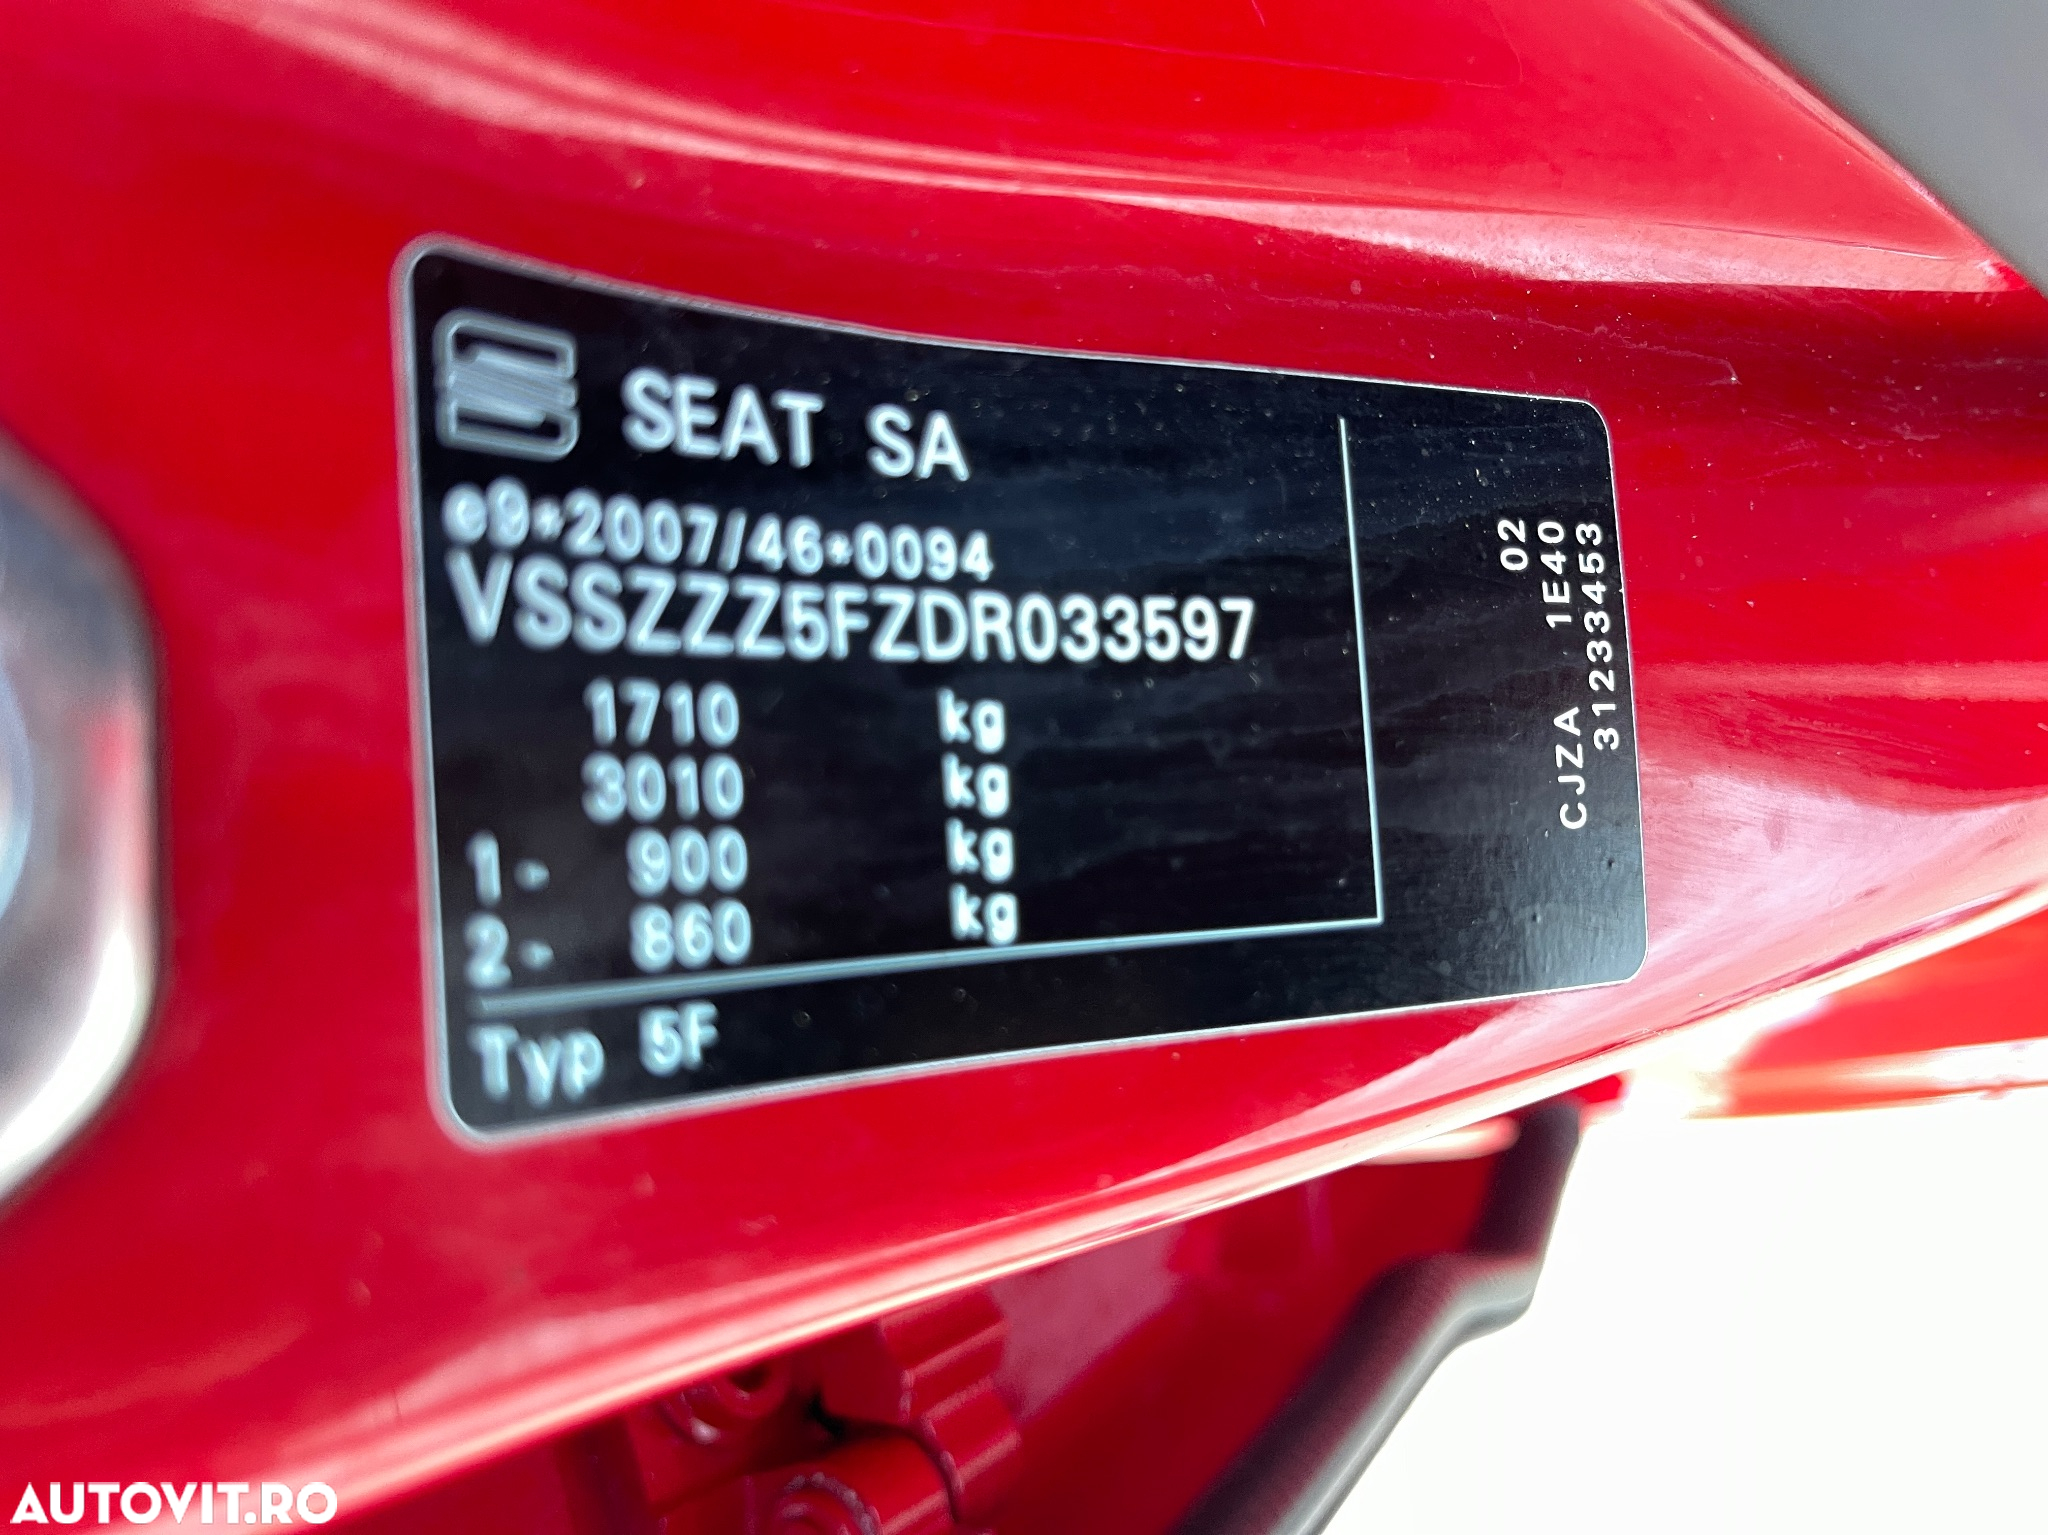 SEAT SA
e9*2007/46*0094
VSSZZZ5FZDR033597
1710 kg
3010 kg
1- 900 kg
2- 860 kg
Typ 5F
02
CJZA 1E40
31233453
AUTOVIT.RO